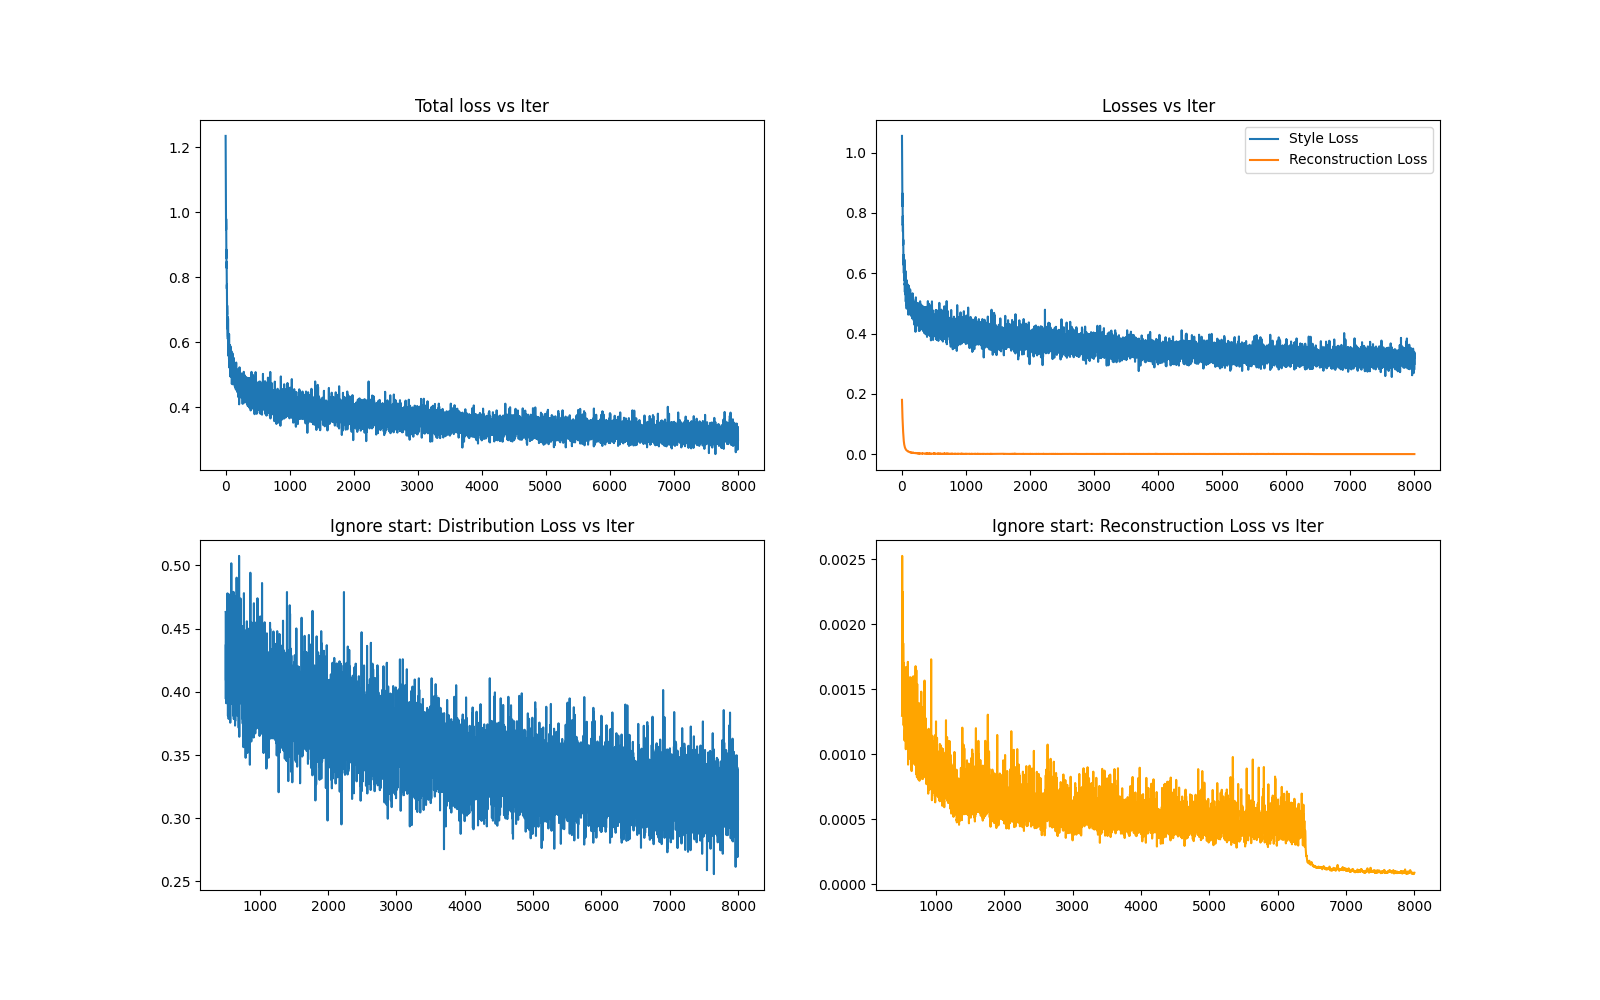 Total loss vs Iter
1.2
1.0
0.8
0.6
0.4
0 1000 2000 3000 4000 5000 6000 7000 8000
Losses vs Iter
Style Loss
Reconstruction Loss
1.0
0.8
0.6
0.4
0.2
0.0
0 1000 2000 3000 4000 5000 6000 7000 8000
Ignore start: Distribution Loss vs Iter
0.50
0.45
0.40
0.35
0.30
0.25
1000 2000 3000 4000 5000 6000 7000 8000
Ignore start: Reconstruction Loss vs Iter
0.0025
0.0020
0.0015
0.0010
0.0005
0.0000
1000 2000 3000 4000 5000 6000 7000 8000